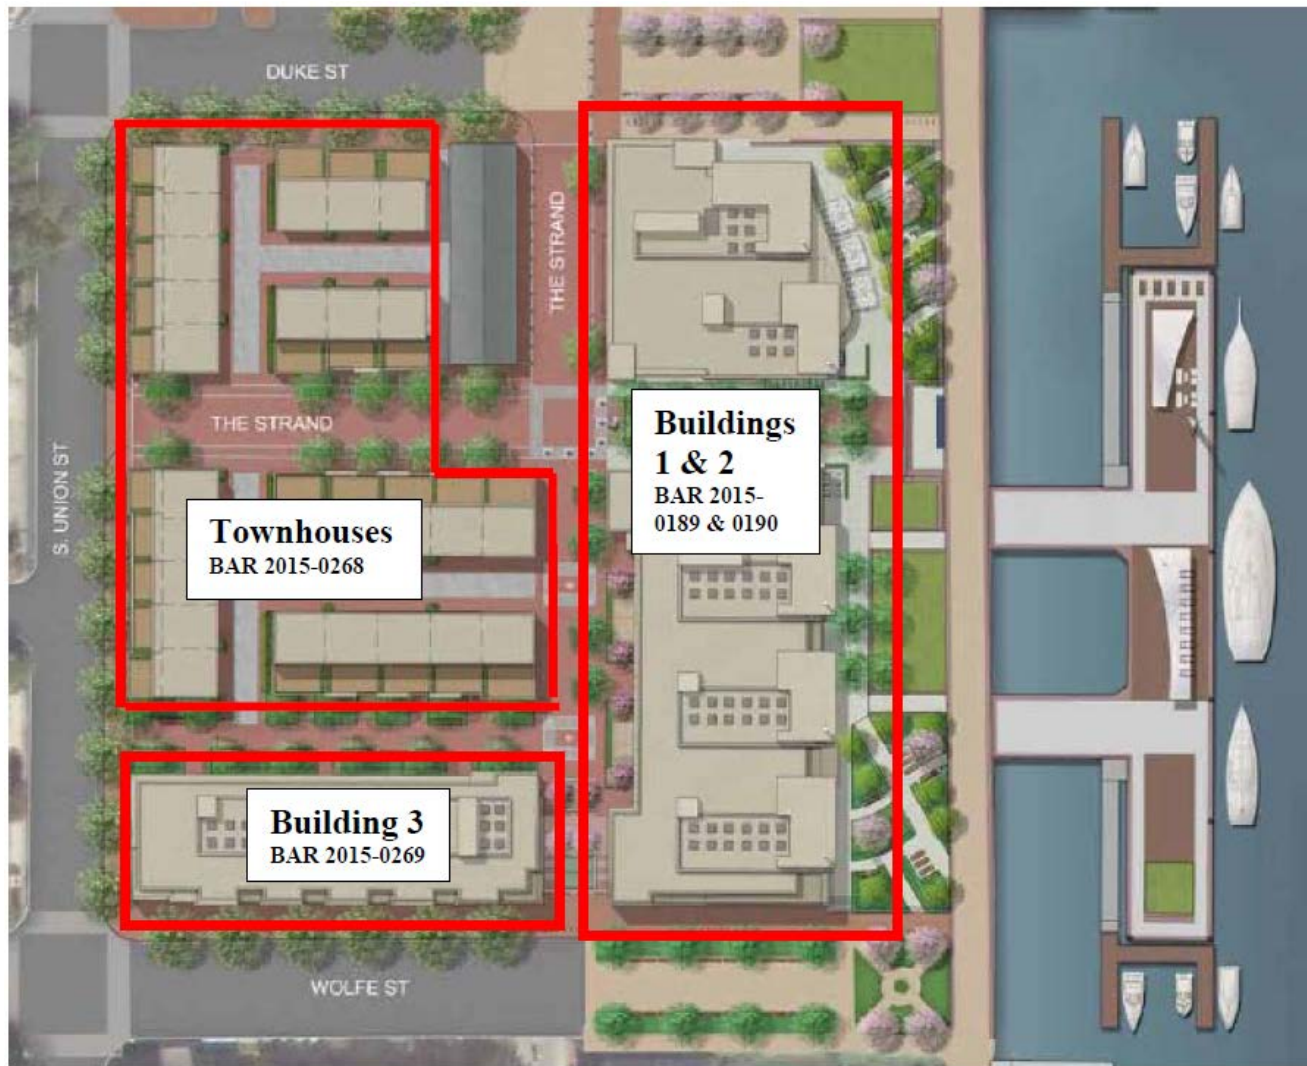 DUKE ST
THE STRAND
THE STRAND
S. UNION ST
Buildings
1 & 2
BAR 2015-
0189 & 0190
Townhouses
BAR 2015-0268
Building 3
BAR 2015-0269
WOLFE ST